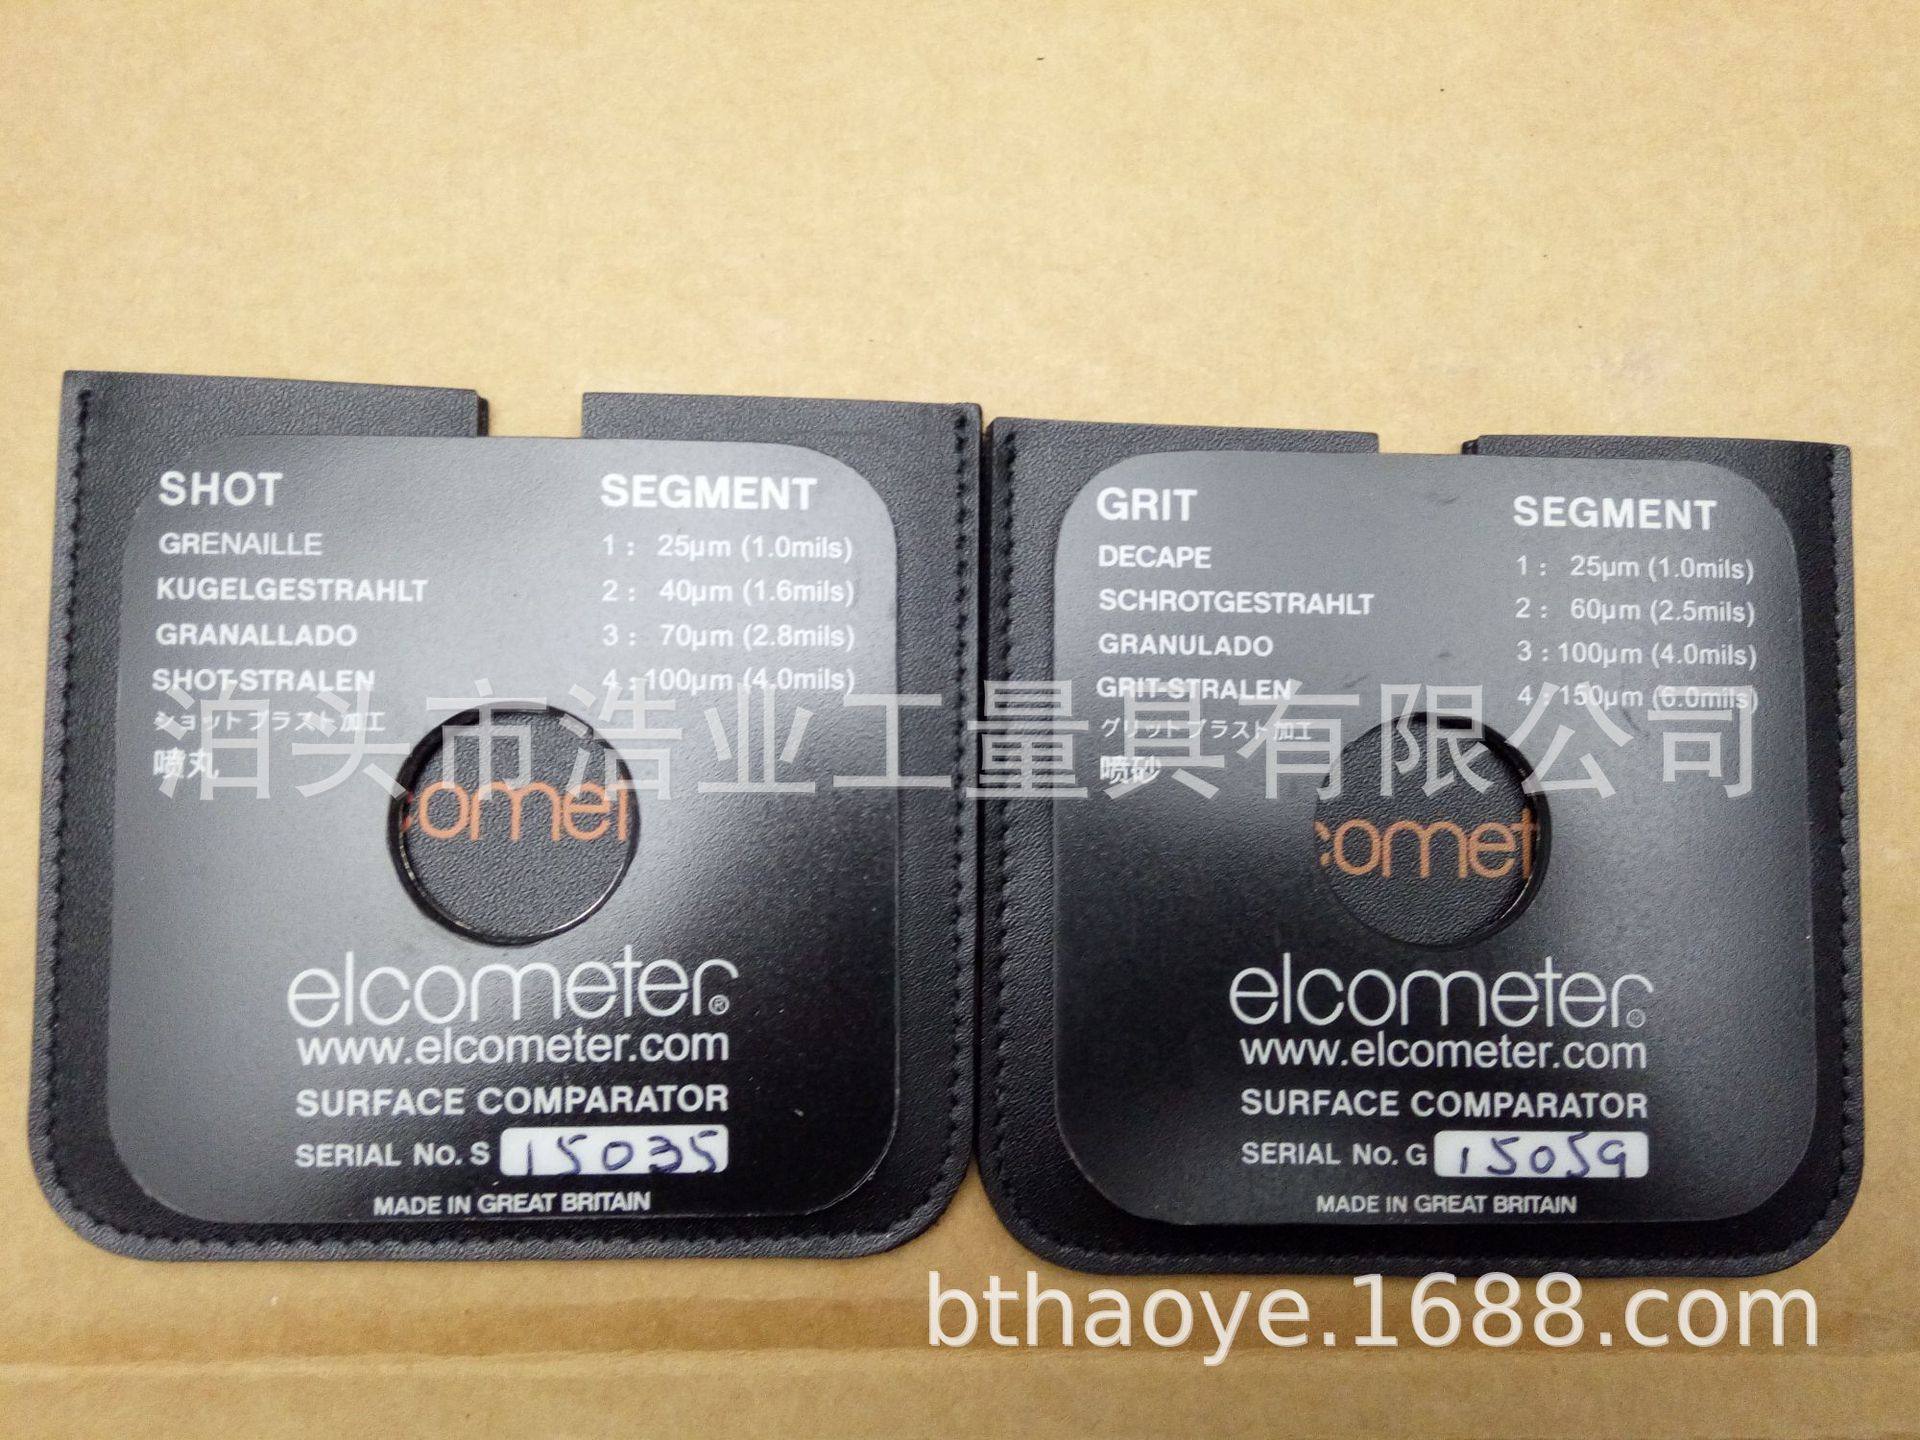 SHOT SEGMENT
GRENAILLE 1 : 25µm (1.0mils)
KUGELGESTRAHLT 2 : 40µm (1.6mils)
GRANALLADO 3 : 70µm (2.8mils)
SHOT-STRALEN 4 : 100µm (4.0mils)
ショットブラスト加工
喷丸
comet
elcometer®
www.elcometer.com
SURFACE COMPARATOR
SERIAL No. S 15035
MADE IN GREAT BRITAIN
GRIT SEGMENT
DECAPE 1 : 25µm (1.0mils)
SCHROTGESTRAHLT 2 : 60µm (2.5mils)
GRANULADO 3 : 100µm (4.0mils)
GRIT-STRALEN 4 : 150µm (6.0mils)
グリットブラスト加工
喷砂
comet
elcometer
www.elcometer.com
SURFACE COMPARATOR
SERIAL No. G 15059
MADE IN GREAT BRITAIN
泊头市浩业工量具有限公司
bthaoye.1688.com